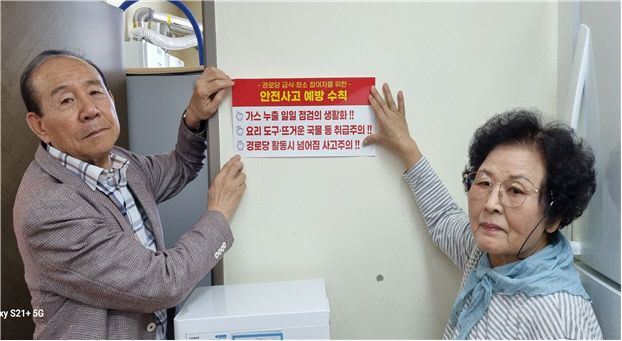 - 경로당 급식·청소 참여자를 위한 -
안전사고 예방 수칙
가스 누출 일일 점검의 생활화 !!
요리 도구·뜨거운 국물 등 취급주의 !!
경로당 활동시 넘어짐 사고주의 !!
xy S21+ 5G